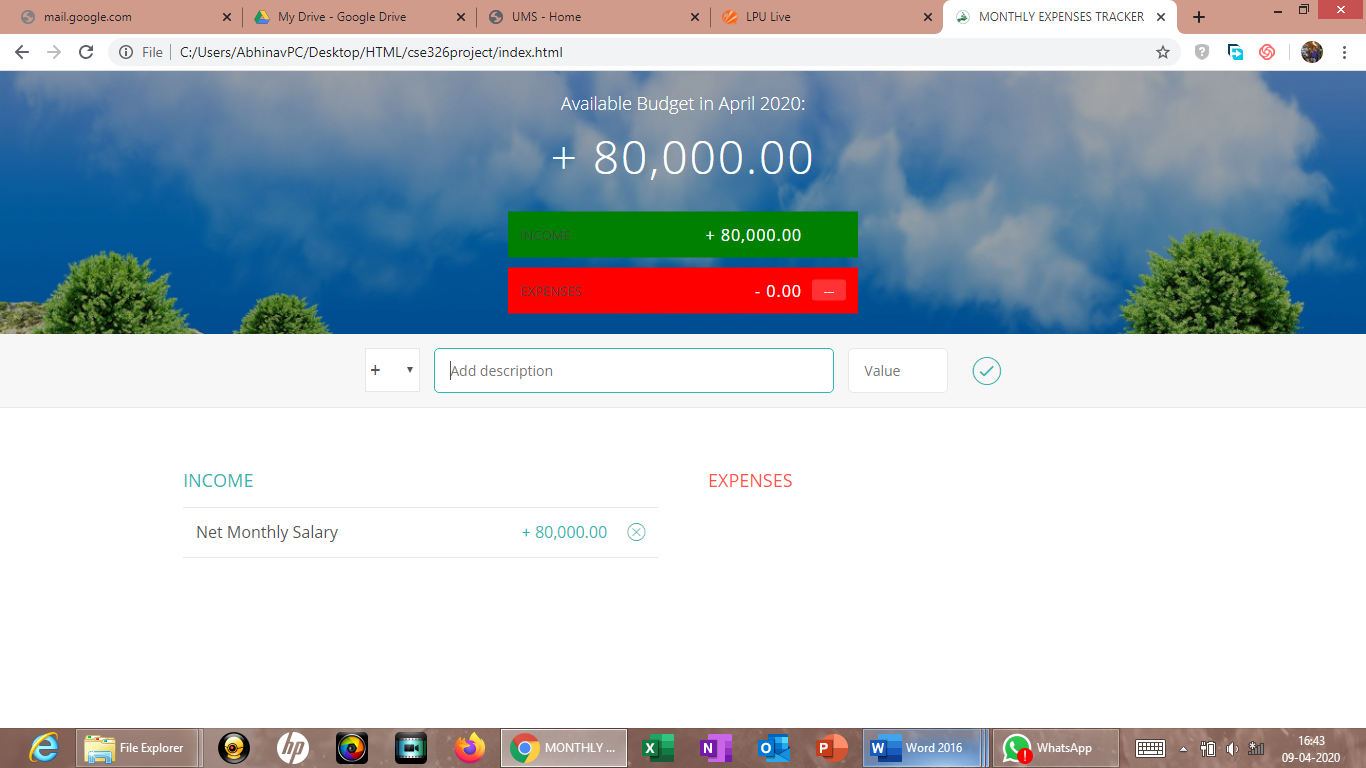 mail.google.com
My Drive - Google Drive
UMS - Home
LPU Live
MONTHLY EXPENSES TRACKER
File
C:/Users/AbhinavPC/Desktop/HTML/cse326project/index.html
Available Budget in April 2020:
+ 80,000.00
INCOME + 80,000.00
EXPENSES - 0.00 ---
+ Add description Value
INCOME
EXPENSES
Net Monthly Salary + 80,000.00
File Explorer
hp
MONTHLY ...
Word 2016
WhatsApp
16:43
09-04-2020